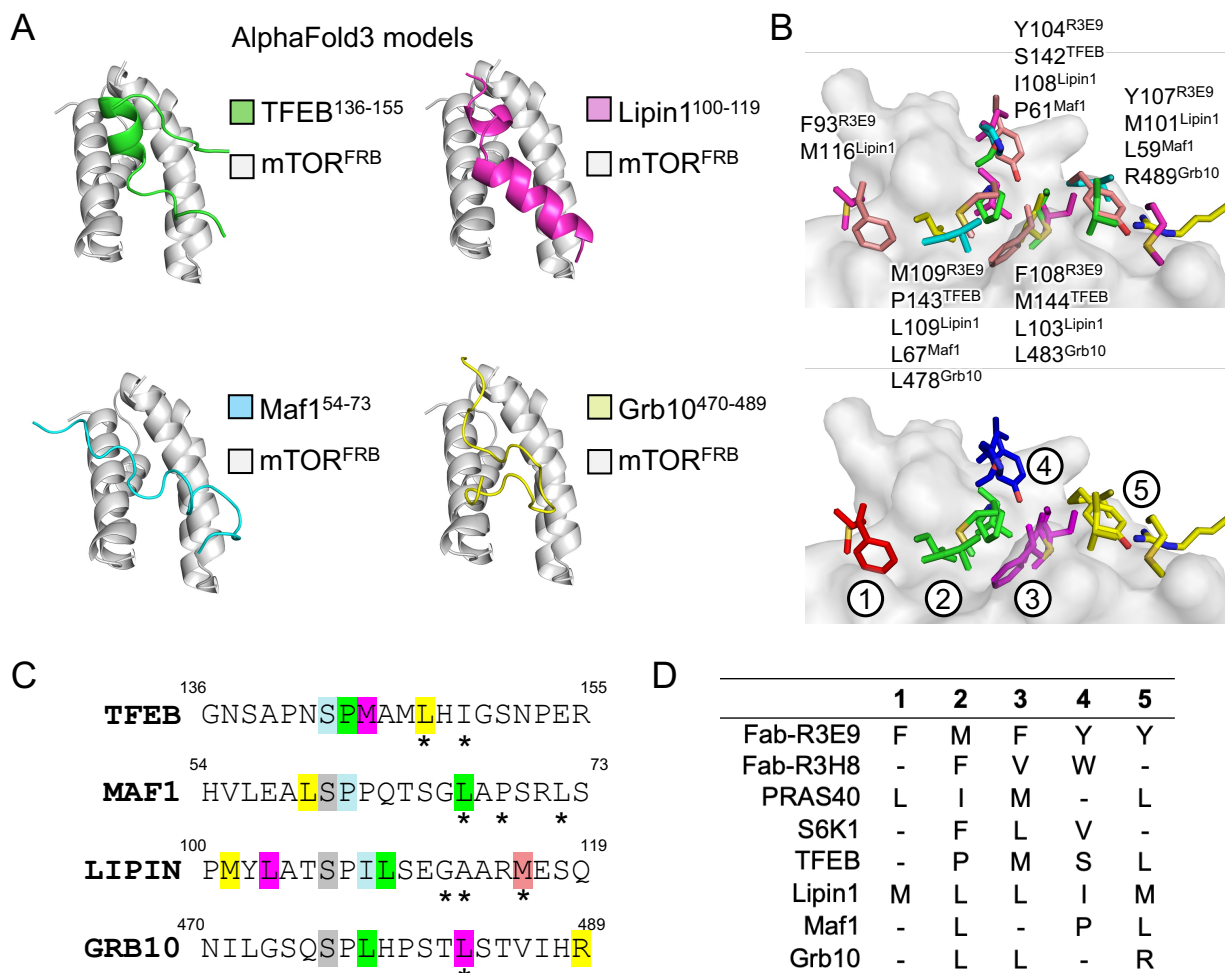 A
AlphaFold3 models
TFEB136-155
mTORFRB
Lipin1100-119
mTORFRB
Maf154-73
mTORFRB
Grb10470-489
mTORFRB
B
Y104R3E9
S142TFEB
I108Lipin1
P61Maf1
F93R3E9
M116Lipin1
Y107R3E9
M101Lipin1
L59Maf1
R489Grb10
M109R3E9
P143TFEB
L109Lipin1
L67Maf1
L478Grb10
F108R3E9
M144TFEB
L103Lipin1
L483Grb10
4
5
1 2 3
C
136 155
TFEB GNSAPNSPMAMLHIGSNPER
* *
54 73
MAF1 HVLEALSPPQTSGLAPSRLS
* * *
100 119
LIPIN PMYLATSPILSEGAARMESQ
* * *
470 489
GRB10 NILGSQSPLHPSTLSTVIHR
*
D
1 2 3 4 5
Fab-R3E9 F M F Y Y
Fab-R3H8 - F V W -
PRAS40 L I M - L
S6K1 - F L V -
TFEB - P M S L
Lipin1 M L L I M
Maf1 - L - P L
Grb10 - L L - R